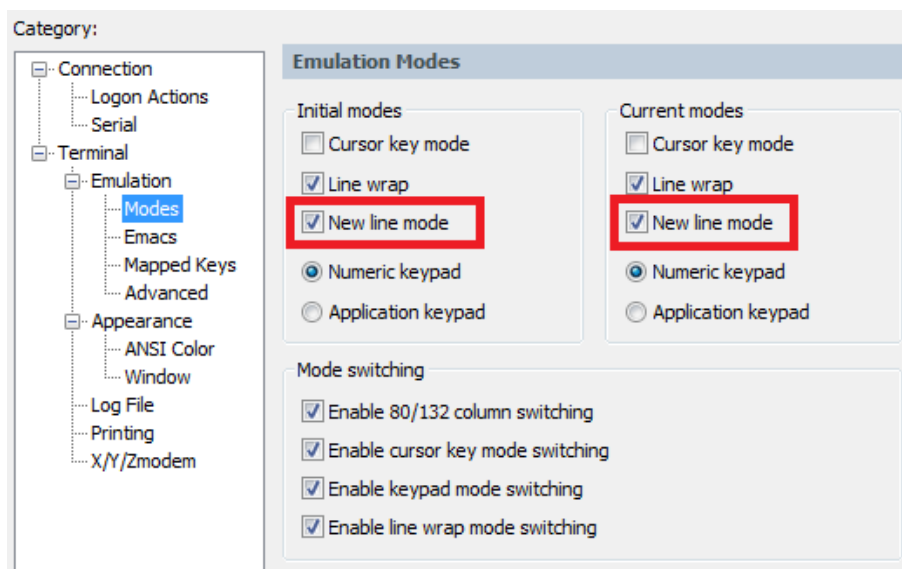 Category:
Connection
Logon Actions
Serial
Terminal
Emulation
Modes
Emacs
Mapped Keys
Advanced
Appearance
ANSI Color
Window
Log File
Printing
X/Y/Zmodem
Emulation Modes
Initial modes
Cursor key mode
Line wrap
New line mode
Numeric keypad
Application keypad
Current modes
Cursor key mode
Line wrap
New line mode
Numeric keypad
Application keypad
Mode switching
Enable 80/132 column switching
Enable cursor key mode switching
Enable keypad mode switching
Enable line wrap mode switching